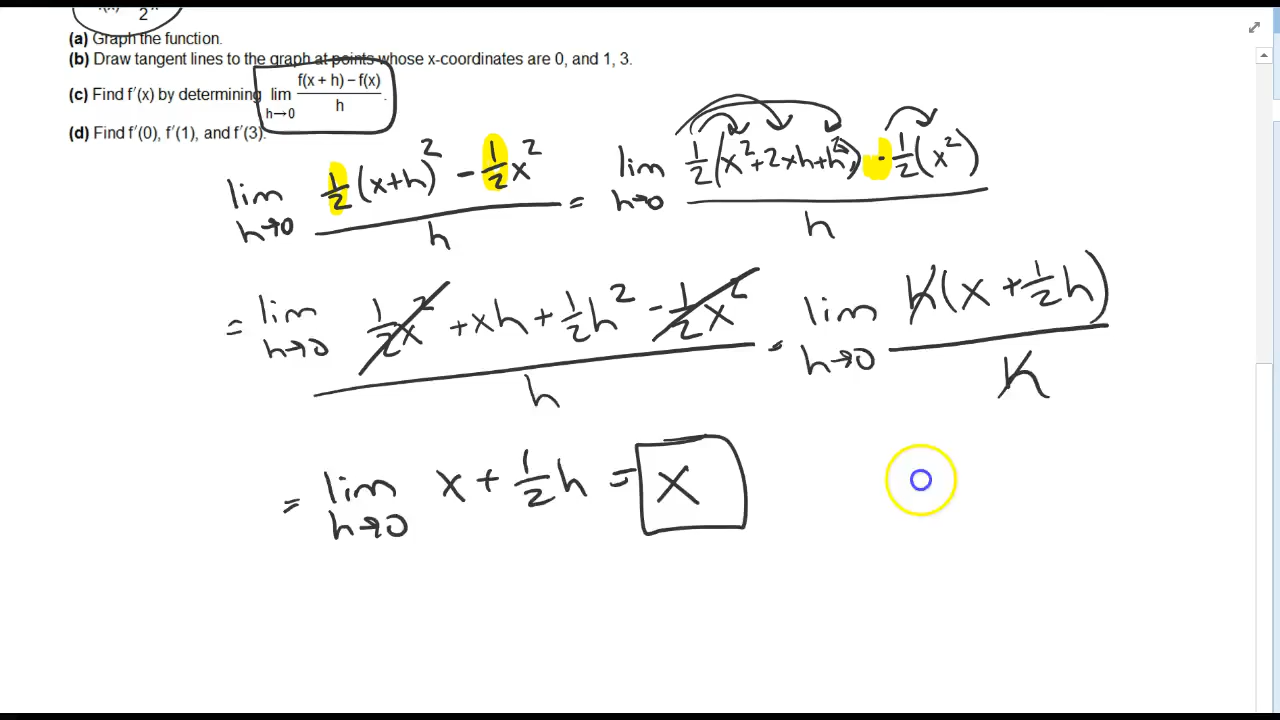 2
(a) Graph the function.
(b) Draw tangent lines to the graph at points whose x-coordinates are 0, and 1, 3.
(c) Find f′(x) by determining lim h→0 f(x + h) – f(x) / h .
(d) Find f′(0), f′(1), and f′(3).
lim h→0 ½(x+h)² – ½x² / h = lim h→0 ½(x²+2xh+h²) - ½(x²) / h
= lim h→0 ½x² + xh + ½h² – ½x² / h = lim h→0 h(x + ½h) / h
= lim h→0 x + ½h = x